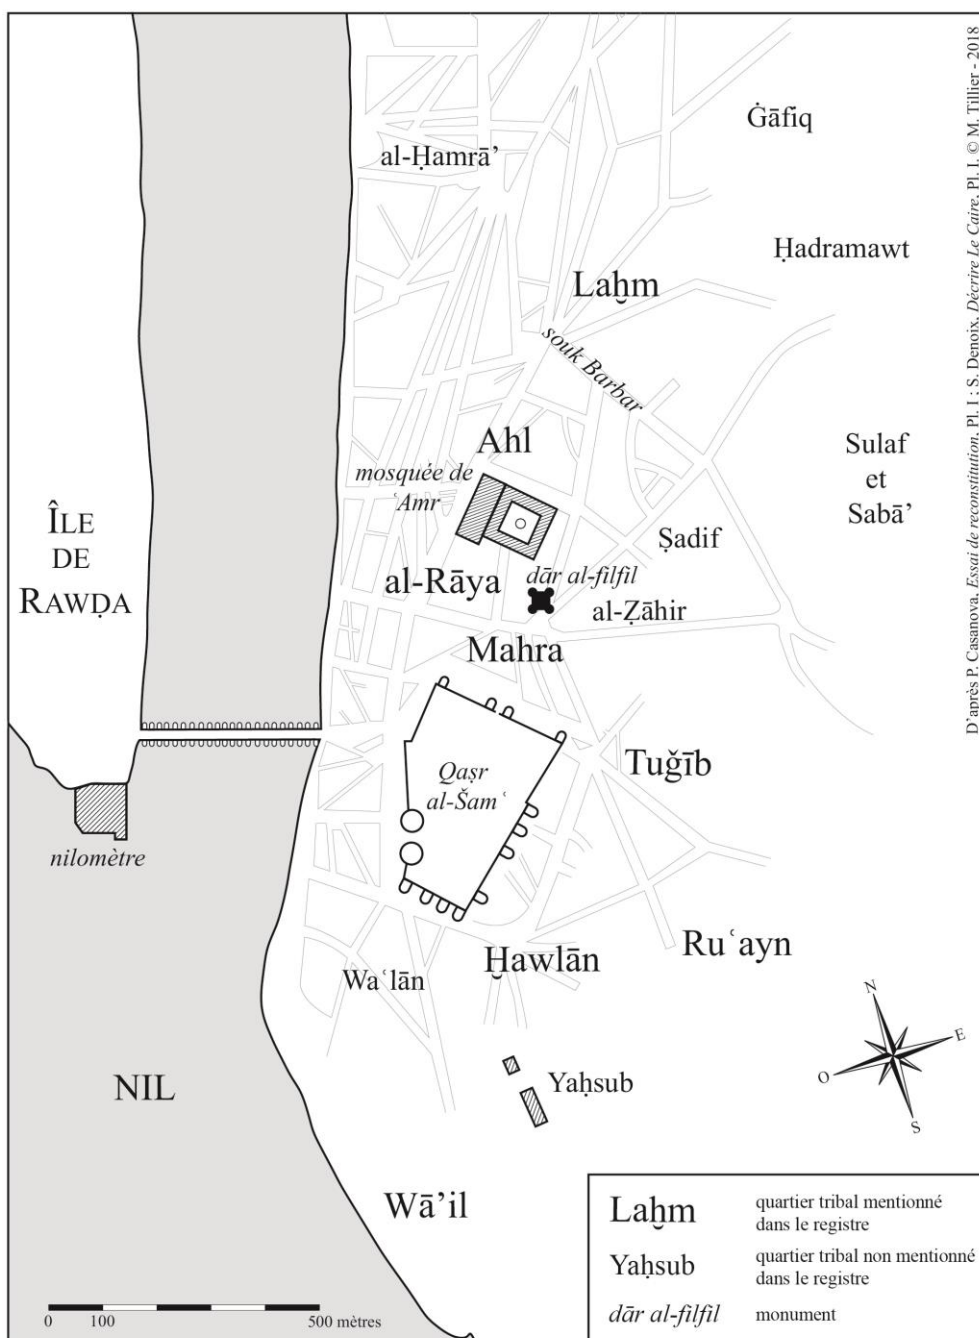 al-Ḥamrā’
Ġāfiq
Ḥadramawt
Laḫm
souk Barbar
Ahl
mosquée de
ʿAmr
Sulaf
et
Sabā’
ÎLE
DE
RAWḌA
Ṣadif
al-Rāya
dār al-filfil
al-Ẓāhir
Mahra
Tuǧīb
Qaṣr
al-Šamʿ
nilomètre
Ruʿayn
Ḫawlān
Waʿlān
N
E
O
S
NIL
Yaḥsub
Wā’il
0 100 500 mètres
Laḫm quartier tribal mentionné
dans le registre
Yaḥsub quartier tribal non mentionné
dans le registre
dār al-filfil monument
D’après P. Casanova, Essai de reconstitution, Pl. I ; S. Denoix, Décrire Le Caire, Pl. I. © M. Tillier - 2018